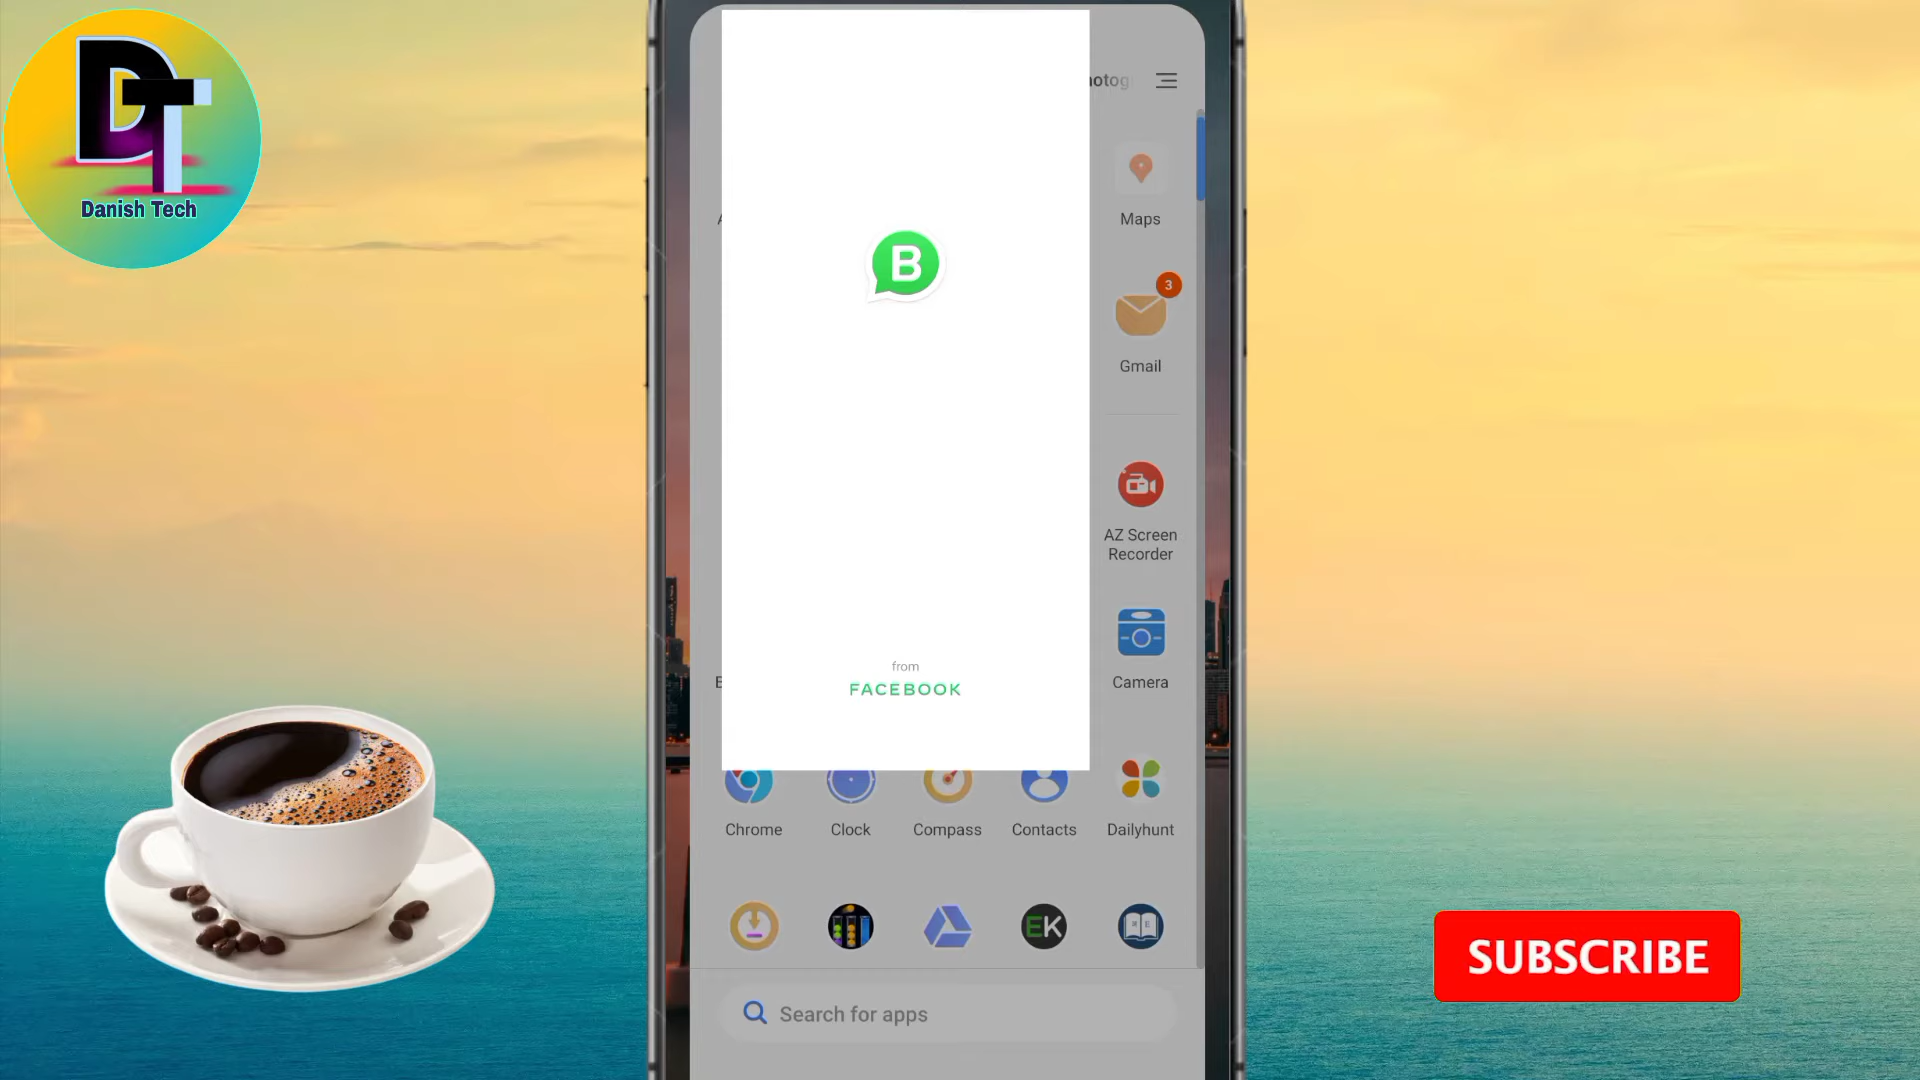 DT
Danish Tech
Maps
3
Gmail
B
AZ Screen
Recorder
from
FACEBOOK
Camera
Chrome
Clock
Compass
Contacts
Dailyhunt
EK
Search for apps
SUBSCRIBE